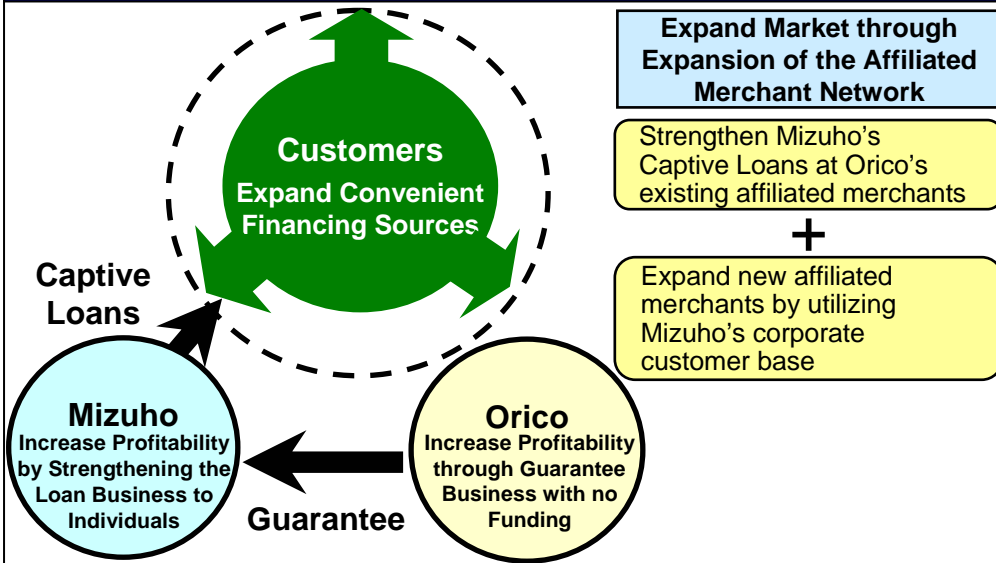 Expand Market through
Expansion of the Affiliated
Merchant Network
Customers
Expand Convenient
Financing Sources
Strengthen Mizuho's
Captive Loans at Orico's
existing affiliated merchants
+
Expand new affiliated
merchants by utilizing
Mizuho's corporate
customer base
Captive
Loans
Mizuho
Increase Profitability
by Strengthening the
Loan Business to
Individuals
Guarantee
Orico
Increase Profitability
through Guarantee
Business with no
Funding